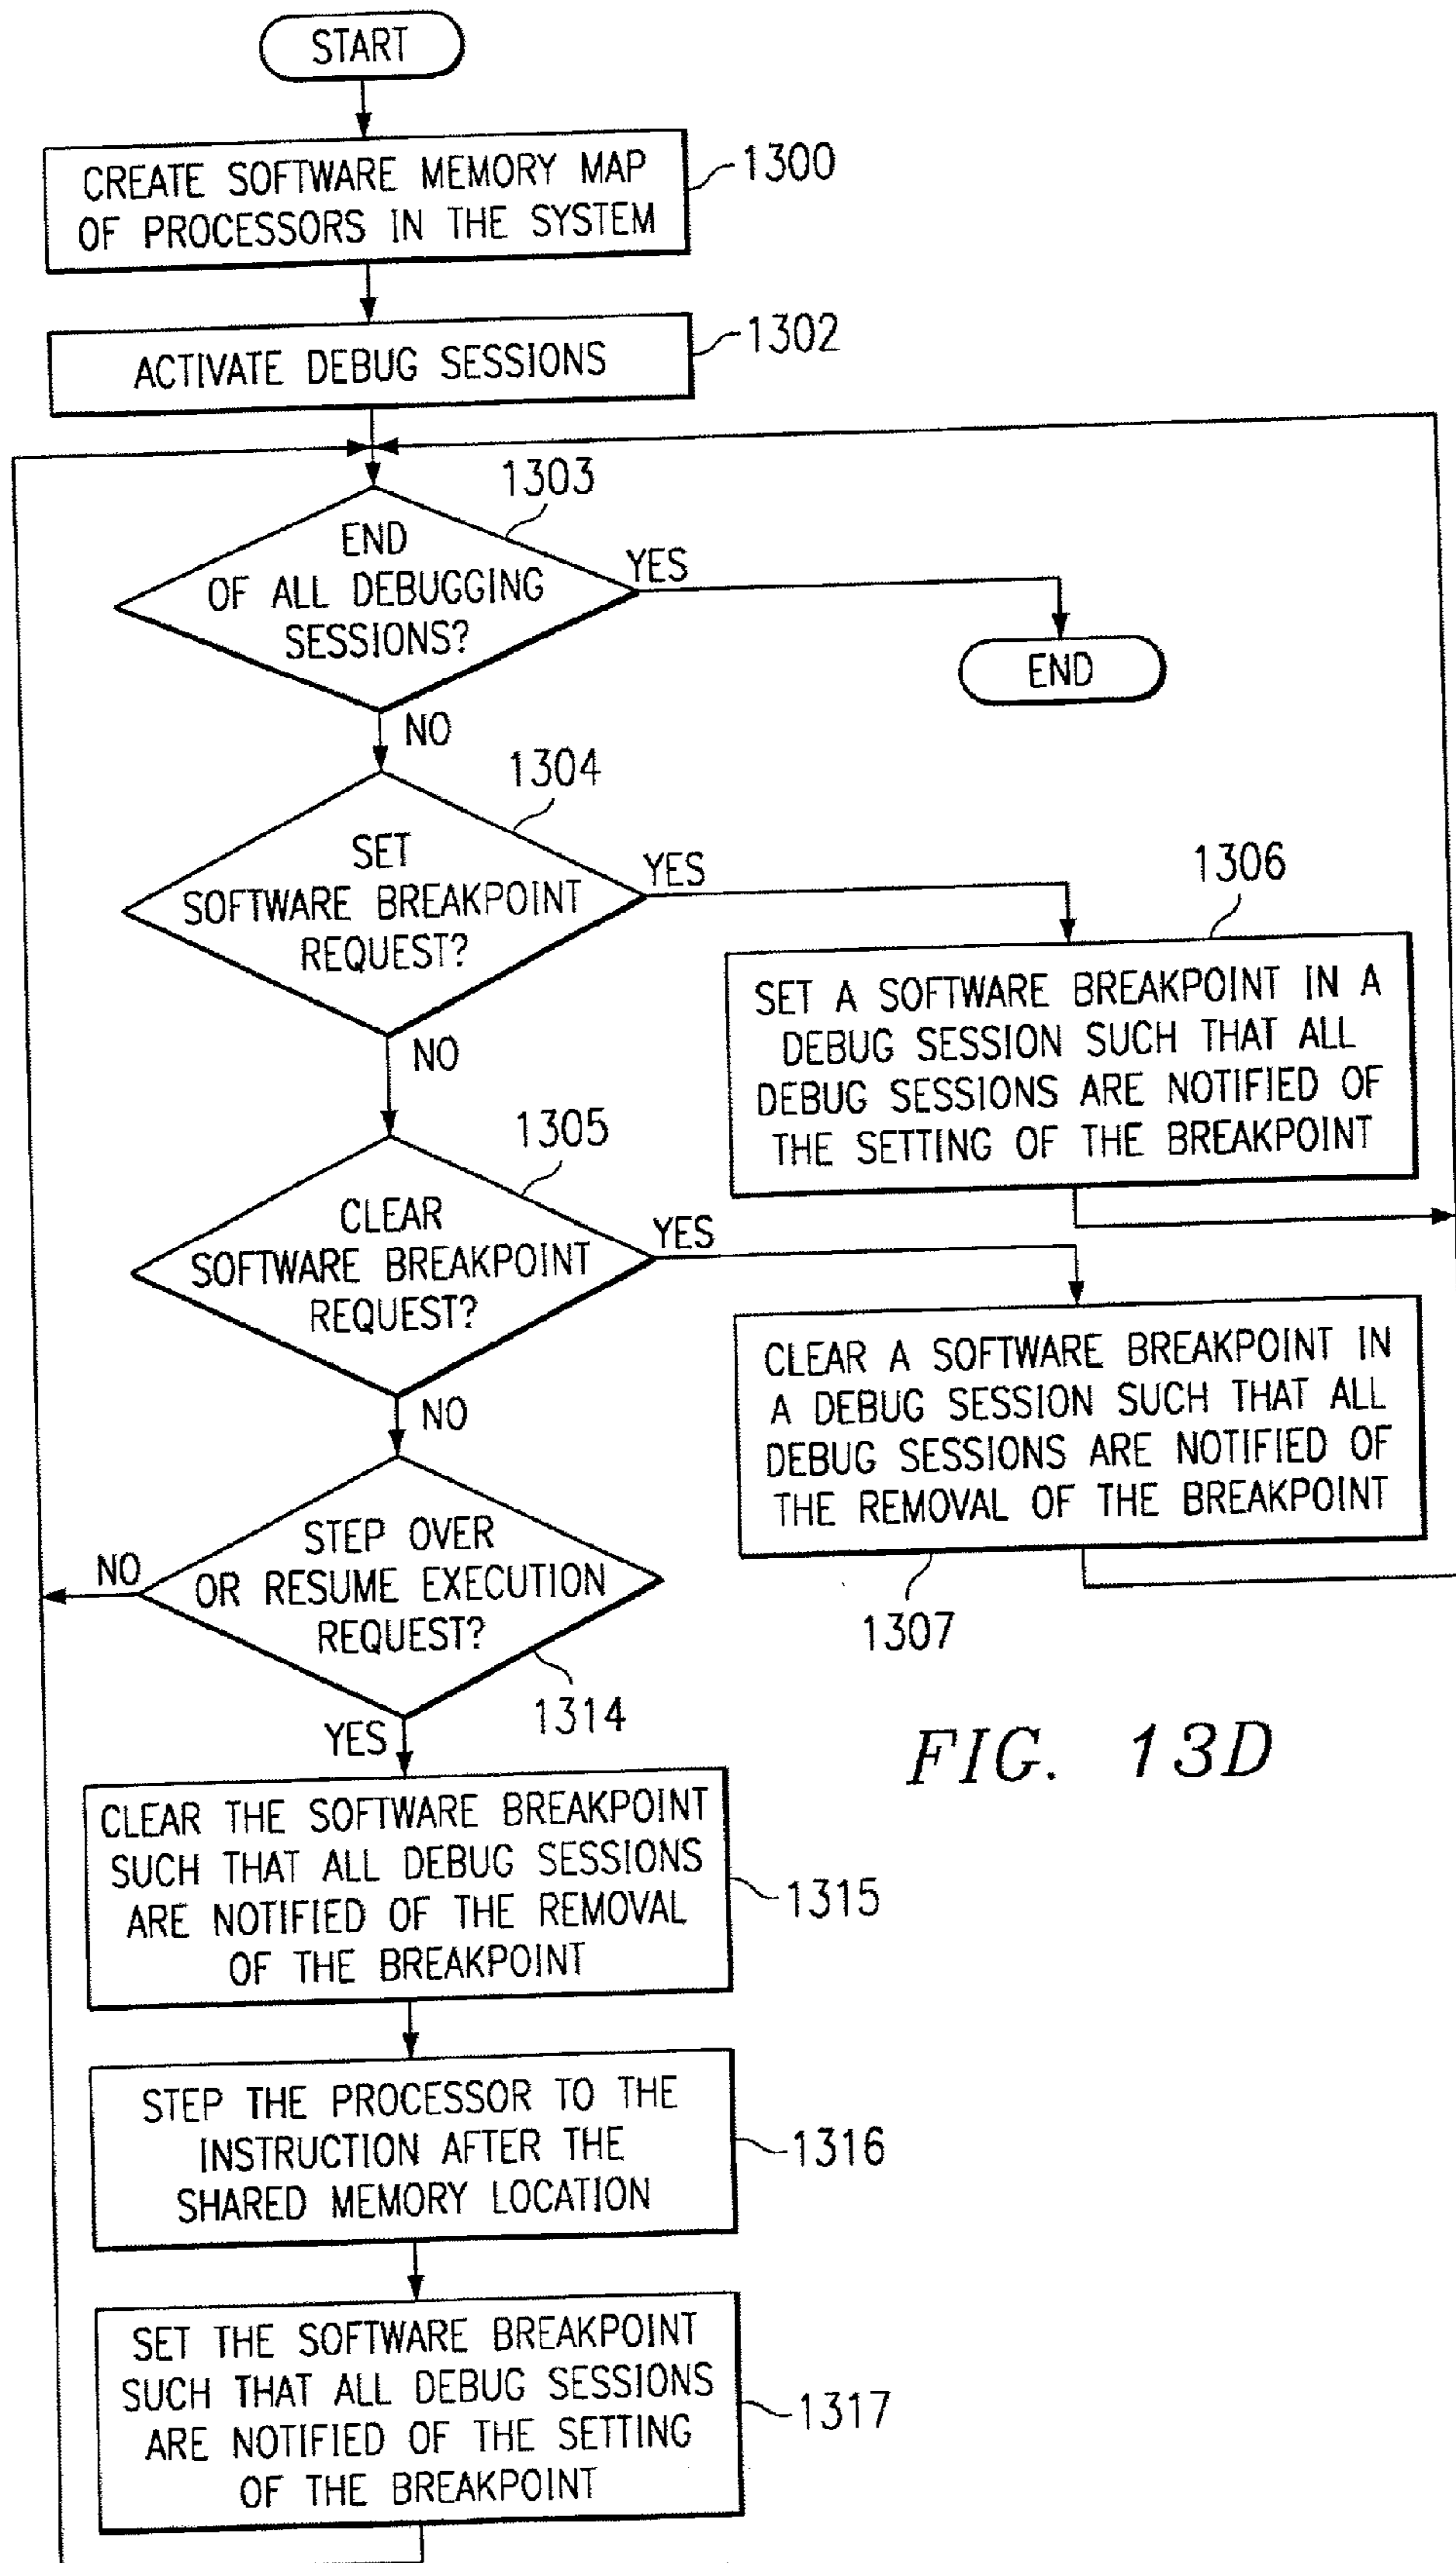 START
CREATE SOFTWARE MEMORY MAP
OF PROCESSORS IN THE SYSTEM
1300
ACTIVATE DEBUG SESSIONS
1302
1303
END
OF ALL DEBUGGING
SESSIONS?
YES
END
NO
1304
SET
SOFTWARE BREAKPOINT
REQUEST?
YES
1306
SET A SOFTWARE BREAKPOINT IN A
DEBUG SESSION SUCH THAT ALL
DEBUG SESSIONS ARE NOTIFIED OF
THE SETTING OF THE BREAKPOINT
NO
1305
CLEAR
SOFTWARE BREAKPOINT
REQUEST?
YES
CLEAR A SOFTWARE BREAKPOINT IN
A DEBUG SESSION SUCH THAT ALL
DEBUG SESSIONS ARE NOTIFIED OF
THE REMOVAL OF THE BREAKPOINT
1307
NO
STEP OVER
OR RESUME EXECUTION
REQUEST?
NO
1314
YES
FIG. 13D
CLEAR THE SOFTWARE BREAKPOINT
SUCH THAT ALL DEBUG SESSIONS
ARE NOTIFIED OF THE REMOVAL
OF THE BREAKPOINT
1315
STEP THE PROCESSOR TO THE
INSTRUCTION AFTER THE
SHARED MEMORY LOCATION
1316
SET THE SOFTWARE BREAKPOINT
SUCH THAT ALL DEBUG SESSIONS
ARE NOTIFIED OF THE SETTING
OF THE BREAKPOINT
1317